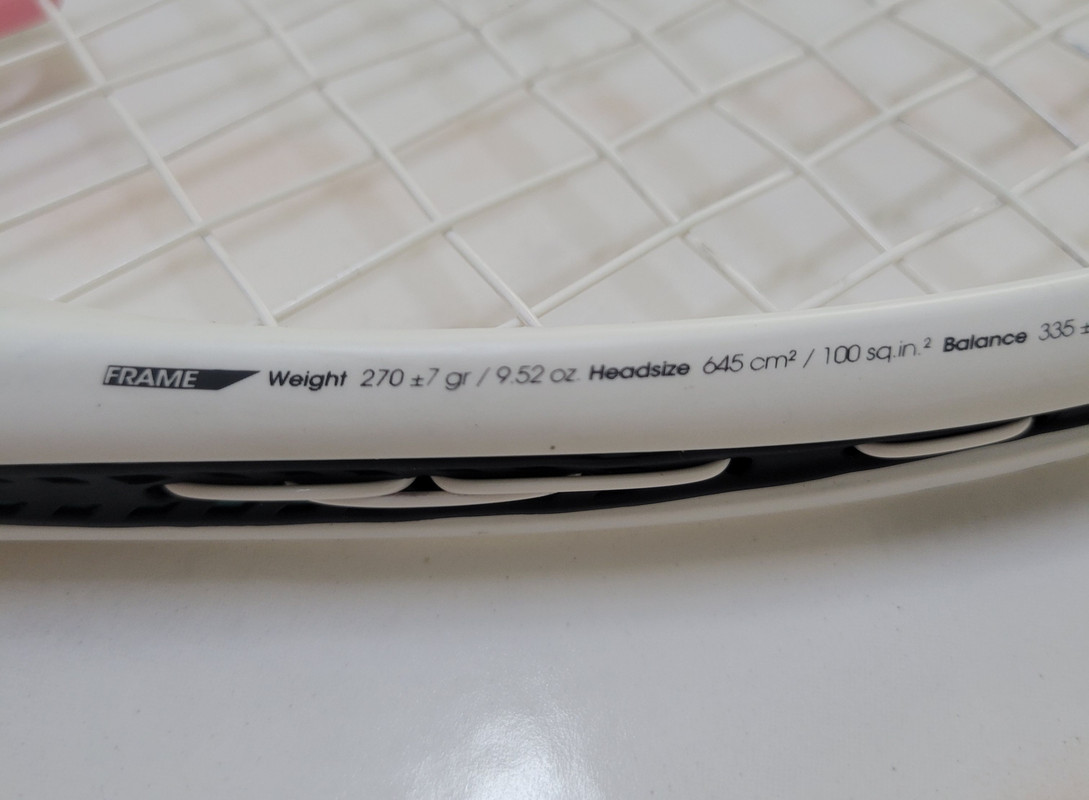 FRAME Weight 270 ±7 gr / 9.52 oz. Headsize 645 cm² / 100 sq.in.² Balance 335 ±